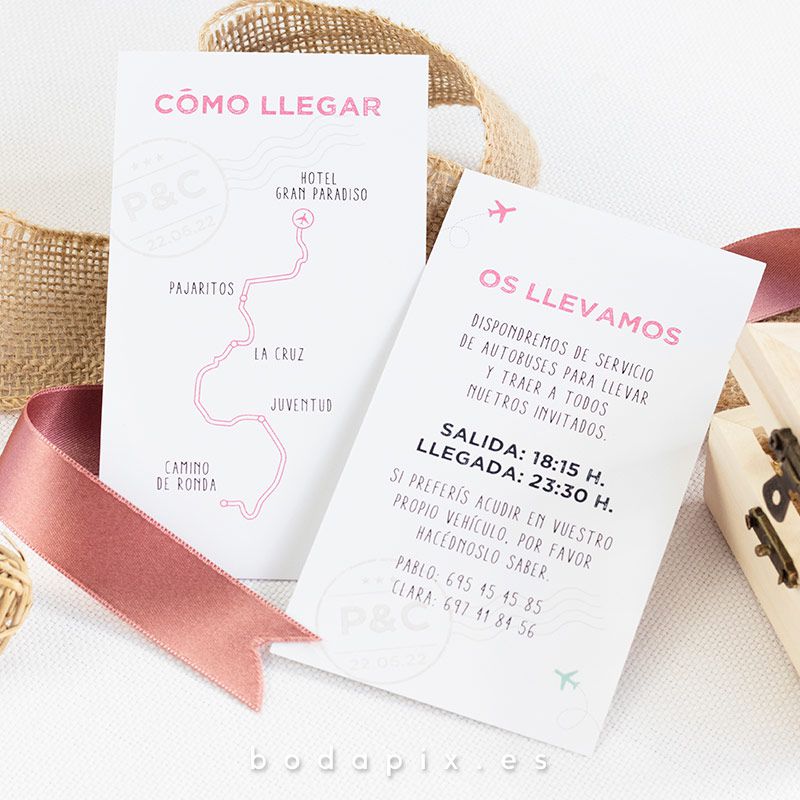 CÓMO LLEGAR
P&C
22.06.22
HOTEL
GRAN PARADISO
PAJARITOS
LA CRUZ
JUVENTUD
CAMINO
DE RONDA
OS LLEVAMOS
DISPONDREMOS DE SERVICIO
DE AUTOBUSES PARA LLEVAR
Y TRAER A TODOS
NUETROS INVITADOS.
SALIDA: 18:15 H.
LLEGADA: 23:30 H.
SI PREFERÍS ACUDIR EN VUESTRO
PROPIO VEHÍCULO, POR FAVOR
HACÉDNOSLO SABER.
PABLO: 695 45 45 85
CLARA: 697 41 84 56
P&C
22.05.22
bodapix.es